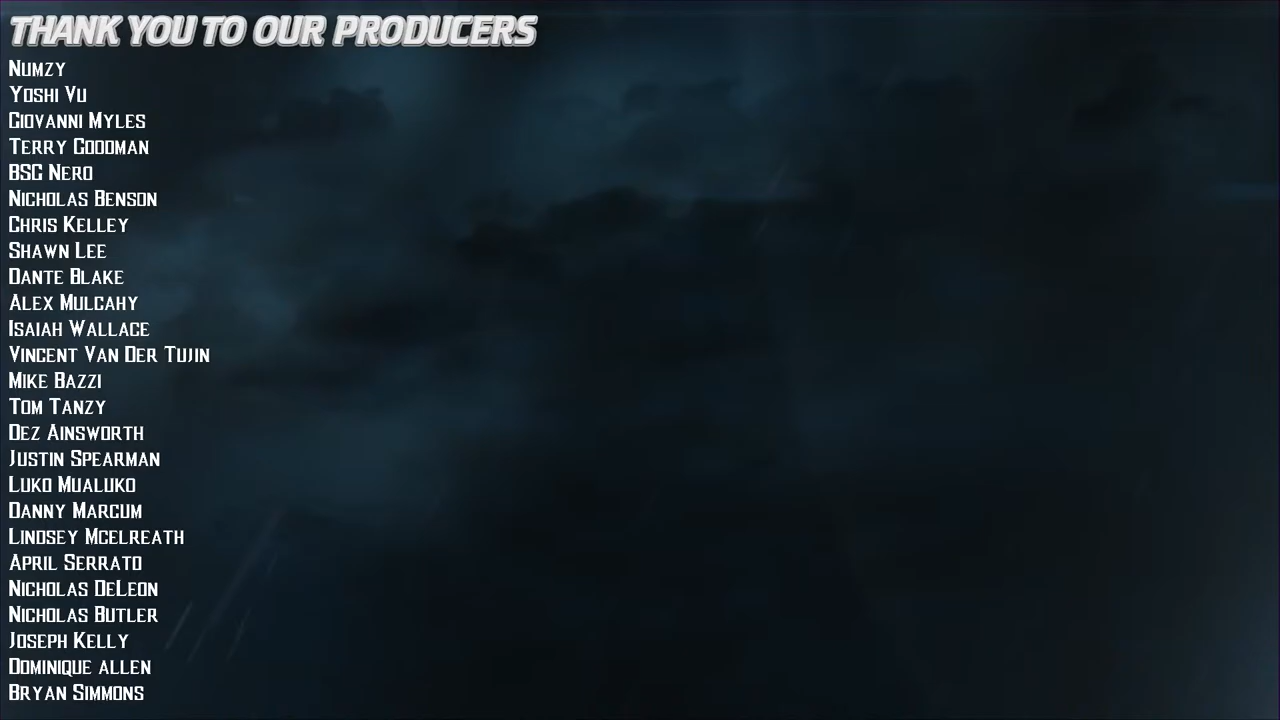 THANK YOU TO OUR PRODUCERS
NUMZY
YOSHI VU
GIOVANNI MYLES
TERRY GOODMAN
BSG NERO
NICHOLAS BENSON
CHRIS KELLEY
SHAWN LEE
DANTE BLAKE
ALEX MULCAHY
ISAIAH WALLACE
VINCENT VAN DER TUJIN
MIKE BAZZI
TOM TANZY
DEZ AINSWORTH
JUSTIN SPEARMAN
LUKO MUALUKO
DANNY MARCUM
LINDSEY MCELREATH
APRIL SERRATO
NICHOLAS DELEON
NICHOLAS BUTLER
JOSEPH KELLY
DOMINIQUE ALLEN
BRYAN SIMMONS